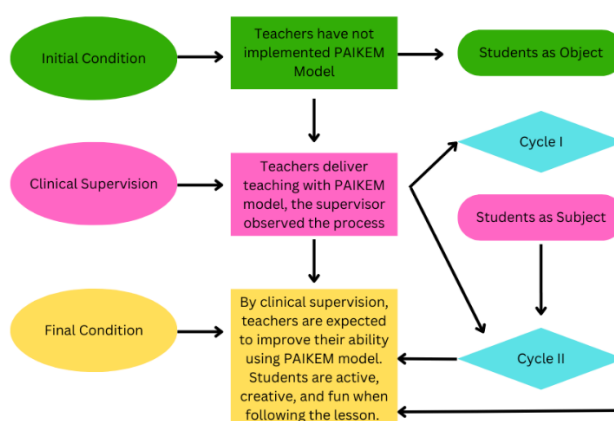 Initial Condition
Teachers have not
implemented PAIKEM
Model
Students as Object
Cycle I
Clinical Supervision
Teachers deliver
teaching with PAIKEM
model, the supervisor
observed the process
Students as Subject
Final Condition
By clinical supervision,
teachers are expected
to improve their ability
using PAIKEM model.
Students are active,
creative, and fun when
following the lesson.
Cycle II